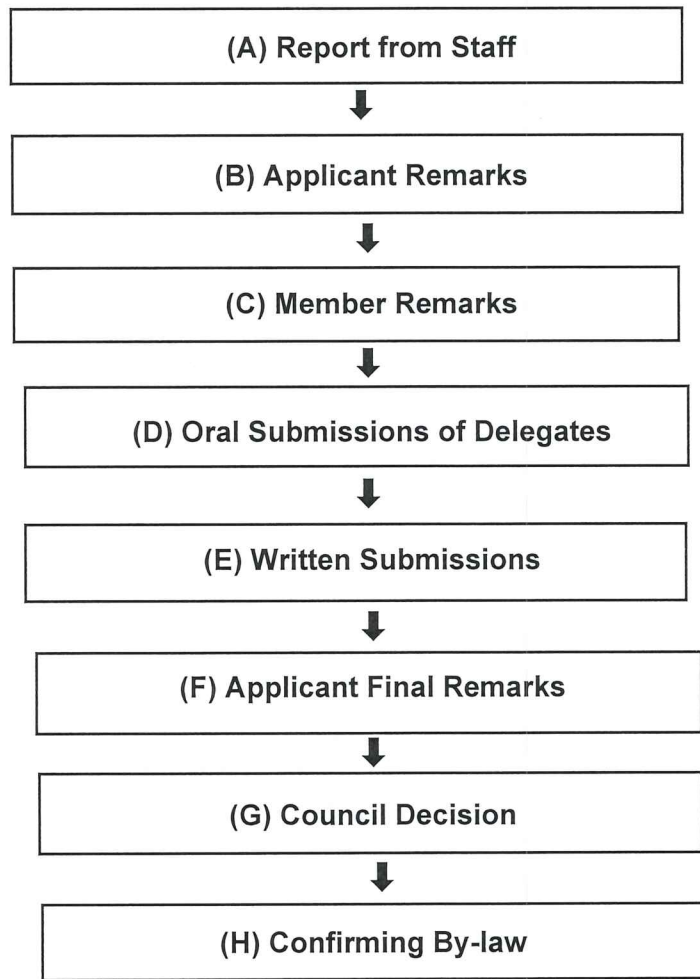 (A) Report from Staff
(B) Applicant Remarks
(C) Member Remarks
(D) Oral Submissions of Delegates
(E) Written Submissions
(F) Applicant Final Remarks
(G) Council Decision
(H) Confirming By-law